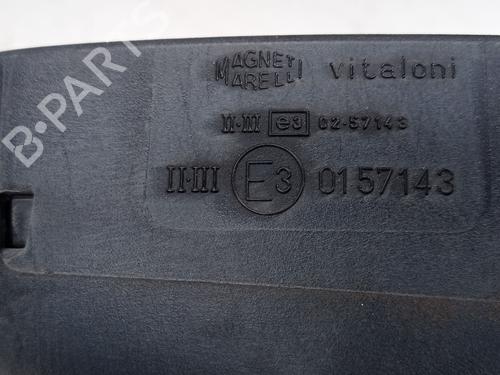 MAGNETI MARELLI vitaloni
II·III e3 02-57143
II·III E3 0157143
B-PARTS